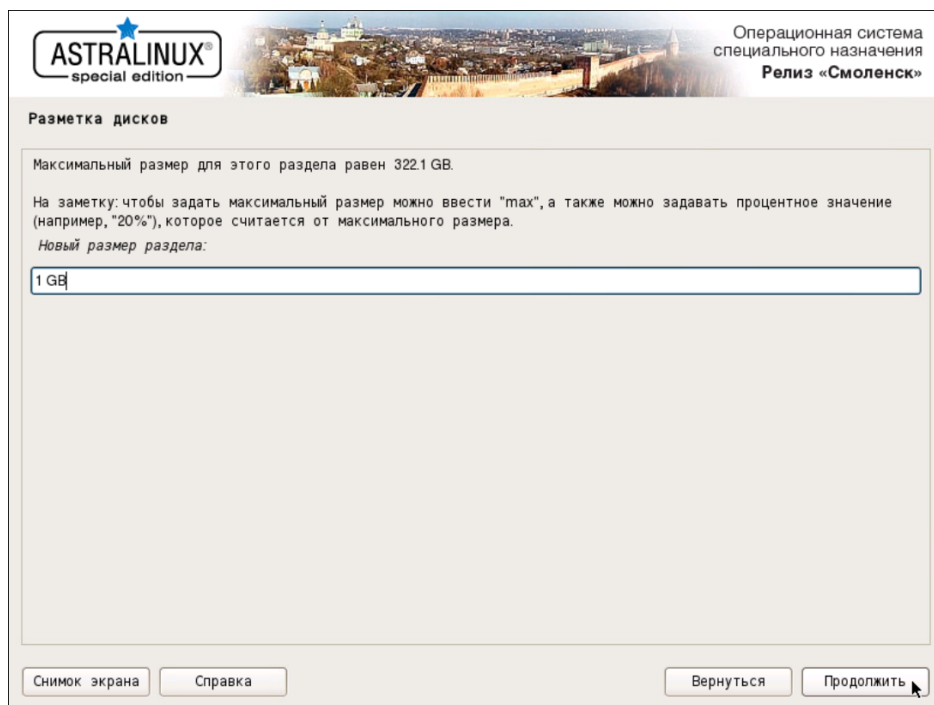 ASTRALINUX®
special edition
Операционная система
специального назначения
Релиз «Смоленск»
Разметка дисков
Максимальный размер для этого раздела равен 322.1 GB.
На заметку: чтобы задать максимальный размер можно ввести "max", а также можно задавать процентное значение
(например, "20%"), которое считается от максимального размера.
Новый размер раздела:
1 GB
Снимок экрана
Справка
Вернуться
Продолжить